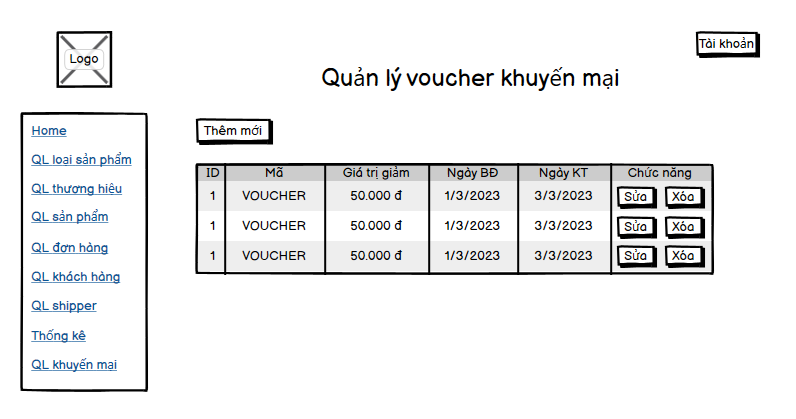 Logo
Tài khoản
Quản lý voucher khuyến mại
Home
QL loại sản phẩm
QL thương hiệu
QL sản phẩm
QL đơn hàng
QL khách hàng
QL shipper
Thống kê
QL khuyến mại
Thêm mới
ID Mã Giá trị giảm Ngày BĐ Ngày KT Chức năng
1 VOUCHER 50.000 đ 1/3/2023 3/3/2023 Sửa Xóa
1 VOUCHER 50.000 đ 1/3/2023 3/3/2023 Sửa Xóa
1 VOUCHER 50.000 đ 1/3/2023 3/3/2023 Sửa Xóa